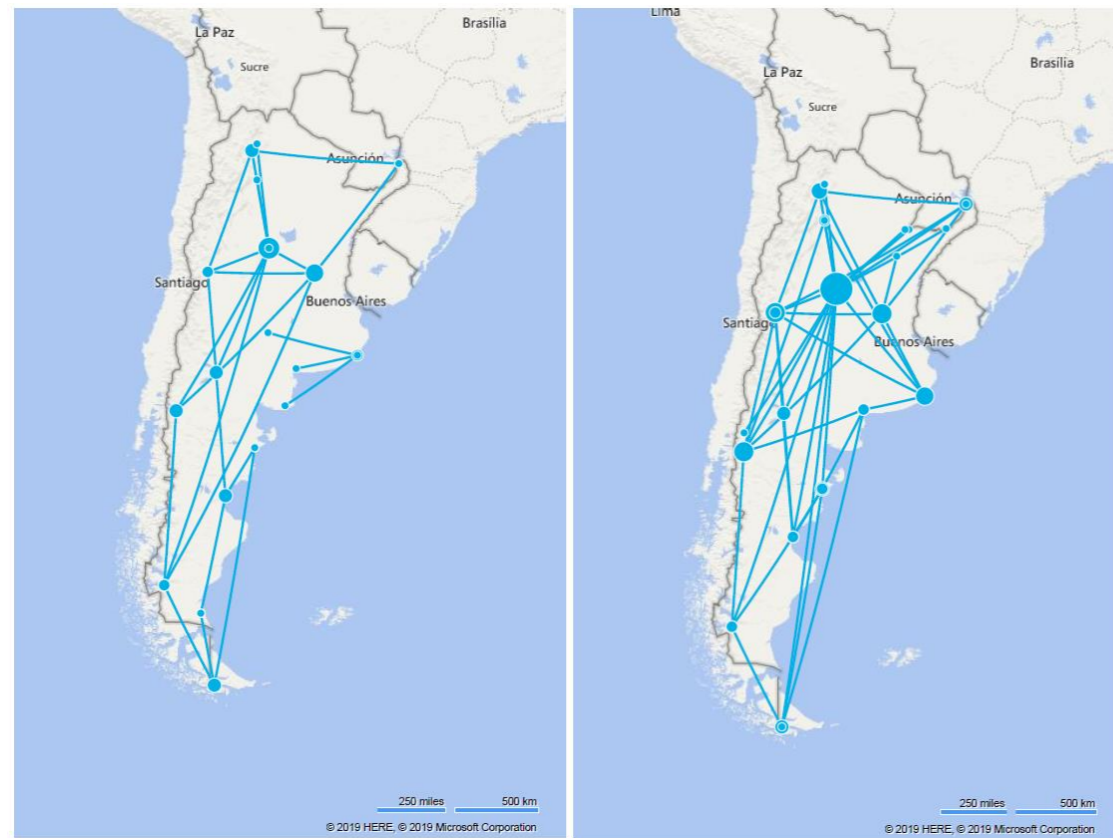 Brasília
La Paz
Sucre
Asunción
Santiago
Buenos Aires
250 miles 500 km
© 2019 HERE, © 2019 Microsoft Corporation
Lima
Brasília
La Paz
Sucre
Asunción
Santiago
Buenos Aires
250 miles 500 km
© 2019 HERE, © 2019 Microsoft Corporation